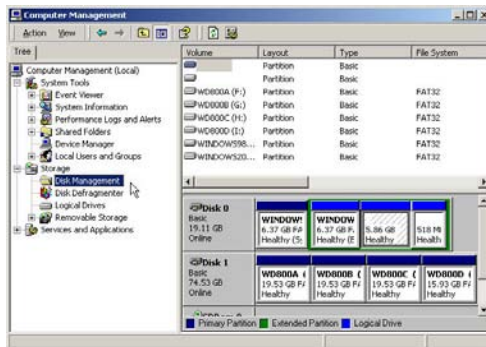 Computer Management
Action View
Tree
Computer Management (Local)
System Tools
Event Viewer
System Information
Performance Logs and Alerts
Shared Folders
Device Manager
Local Users and Groups
Storage
Disk Management
Disk Defragmenter
Logical Drives
Removable Storage
Services and Applications
Volume Layout Type File System
Partition Basic
Partition Basic
WD800A (F:) Partition Basic FAT32
WD800B (G:) Partition Basic FAT32
WD800C (H:) Partition Basic FAT32
WD800D (I:) Partition Basic FAT32
WINDOWS98... Partition Basic FAT32
WINDOWS20... Partition Basic FAT32
Disk 0
Basic
19.11 GB
Online
WINDOW!
6.37 GB FA
Healthy (S
WINDOW
6.37 GB F
Healthy (E
5.86 GB
Healthy
518 M
Health
Disk 1
Basic
74.53 GB
Online
WD800A (
19.53 GB F
Healthy
WD800B (
19.53 GB F
Healthy
WD800C (
19.53 GB F
Healthy
WD800D (
15.93 GB F
Healthy
Primary Partition Extended Partition Logical Drive